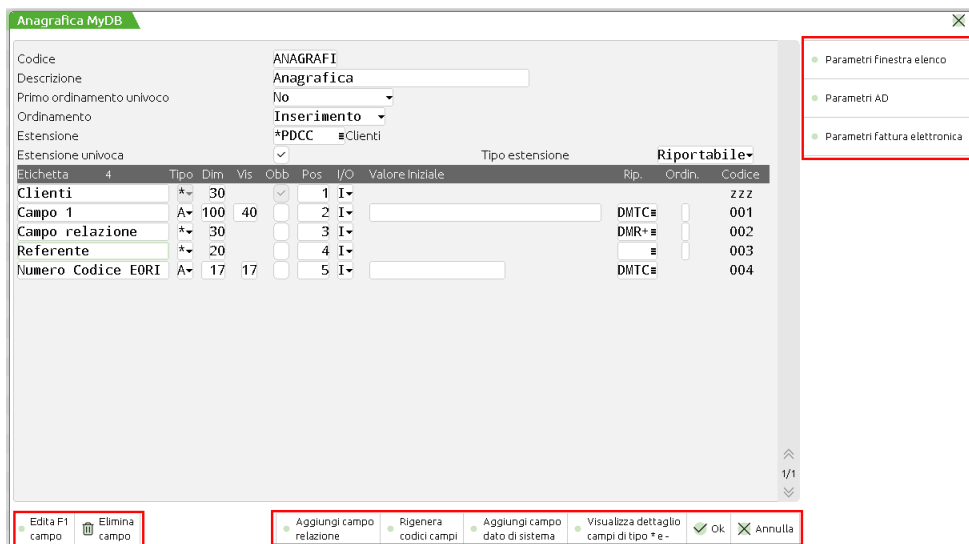 Anagrafica MyDB
Codice ANAGRAFI
Descrizione Anagrafica
Primo ordinamento univoco No
Ordinamento Inserimento
Estensione *PDCC Clienti
Estensione univoca Tipo estensione Riportabile
Etichetta 4 Tipo Dim Vis Obb Pos I/O Valore Iniziale Rip. Ordin. Codice
Clienti *- 30 1 I zzz
Campo 1 A 100 40 2 I DMTC 001
Campo relazione *- 30 3 I DMR+ 002
Referente *- 20 4 I 003
Numero Codice EORI A 17 17 5 I DMTC 004
1/1
Parametri finestra elenco
Parametri AD
Parametri fattura elettronica
Edita F1 campo
Elimina campo
Aggiungi campo relazione
Rigenera codici campi
Aggiungi campo dato di sistema
Visualizza dettaglio campi di tipo * e -
Ok
Annulla